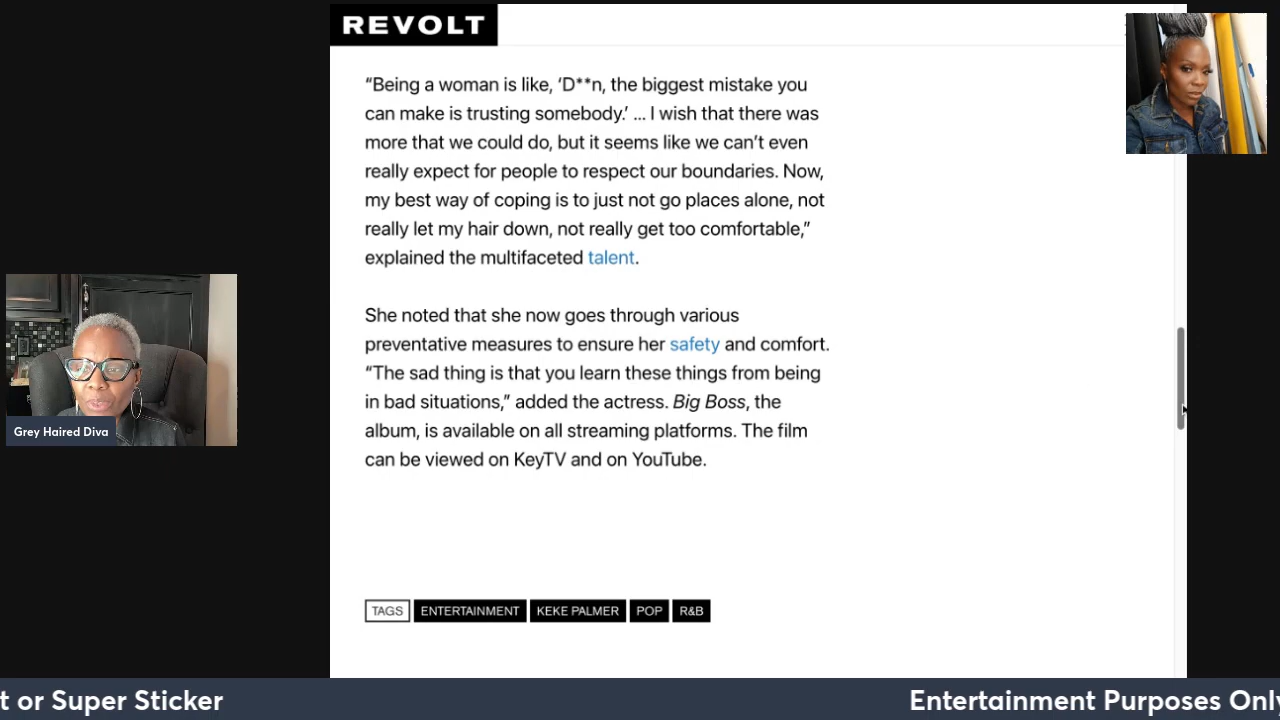 REVOLT
“Being a woman is like, ‘D**n, the biggest mistake you
can make is trusting somebody.’ ... I wish that there was
more that we could do, but it seems like we can’t even
really expect for people to respect our boundaries. Now,
my best way of coping is to just not go places alone, not
really let my hair down, not really get too comfortable,”
explained the multifaceted talent.
She noted that she now goes through various
preventative measures to ensure her safety and comfort.
“The sad thing is that you learn these things from being
in bad situations,” added the actress. Big Boss, the
album, is available on all streaming platforms. The film
can be viewed on KeyTV and on YouTube.
Grey Haired Diva
TAGS ENTERTAINMENT KEKE PALMER POP R&B
t or Super Sticker Entertainment Purposes Only